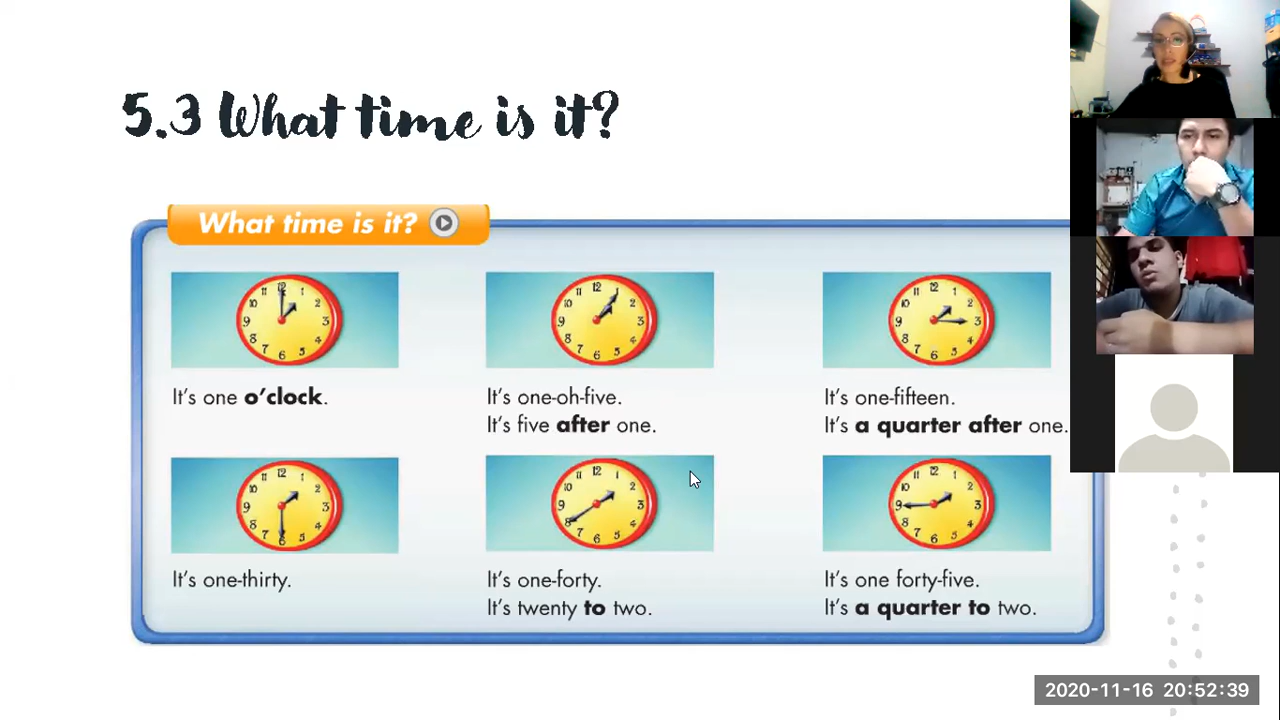 5.3 What time is it?
What time is it?
It's one o'clock.
It's one-oh-five.
It's five after one.
It's one-fifteen.
It's a quarter after one.
It's one-thirty.
It's one-forty.
It's twenty to two.
It's one forty-five.
It's a quarter to two.
2020-11-16 20:52:39